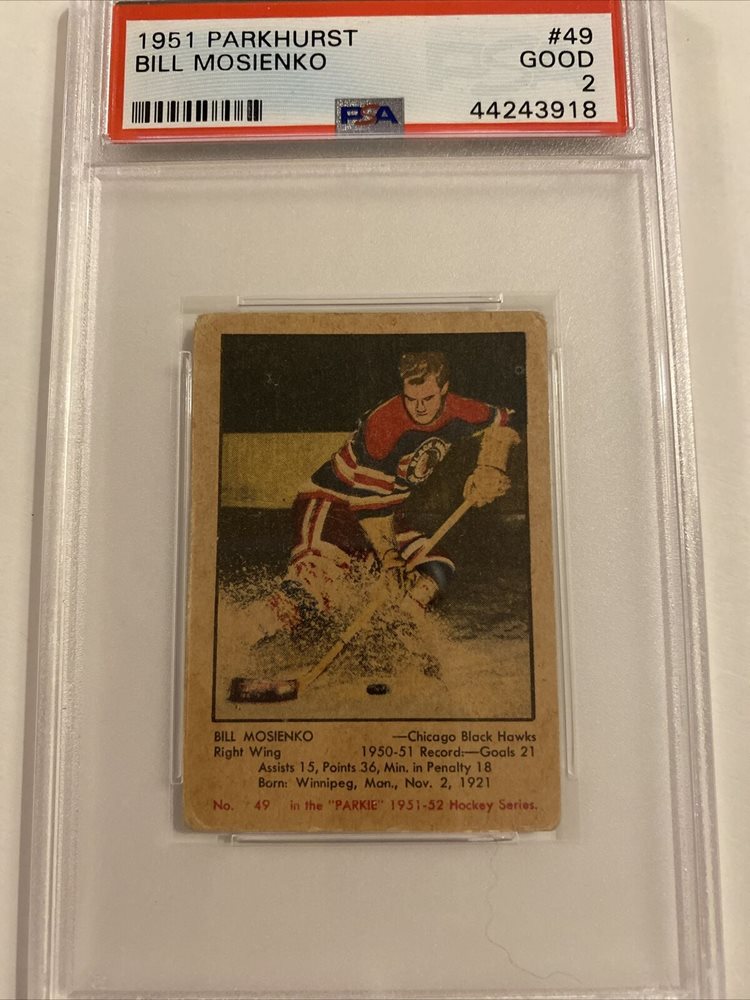 1951 PARKHURST #49
BILL MOSIENKO GOOD
2
PSA 44243918
BILL MOSIENKO —Chicago Black Hawks
Right Wing 1950-51 Record:—Goals 21
Assists 15, Points 36, Min. in Penalty 18
Born: Winnipeg, Man., Nov. 2, 1921
No. 49 in the "PARKIE" 1951-52 Hockey Series.